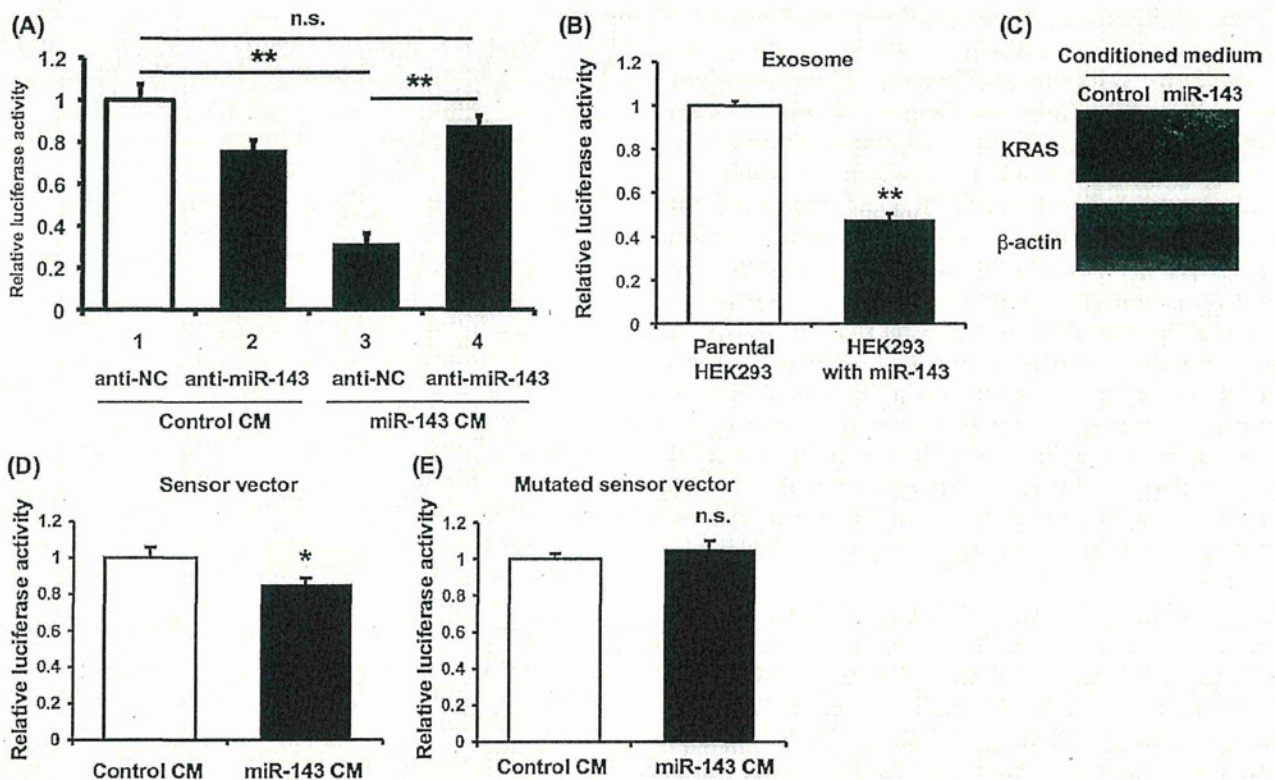 (A)
n.s.
**
**
Relative luciferase activity
1.2
1
0.8
0.6
0.4
0.2
0
1 2 3 4
anti-NC anti-miR-143 anti-NC anti-miR-143
Control CM miR-143 CM
(B)
Exosome
Relative luciferase activity
1.2
1
0.8
0.6
0.4
0.2
0
**
Parental HEK293
HEK293 with miR-143
(C)
Conditioned medium
Control miR-143
KRAS
β-actin
(D)
Sensor vector
Relative luciferase activity
1.2
1
0.8
0.6
0.4
0.2
0
*
Control CM miR-143 CM
(E)
Mutated sensor vector
Relative luciferase activity
1.2
1
0.8
0.6
0.4
0.2
0
n.s.
Control CM miR-143 CM